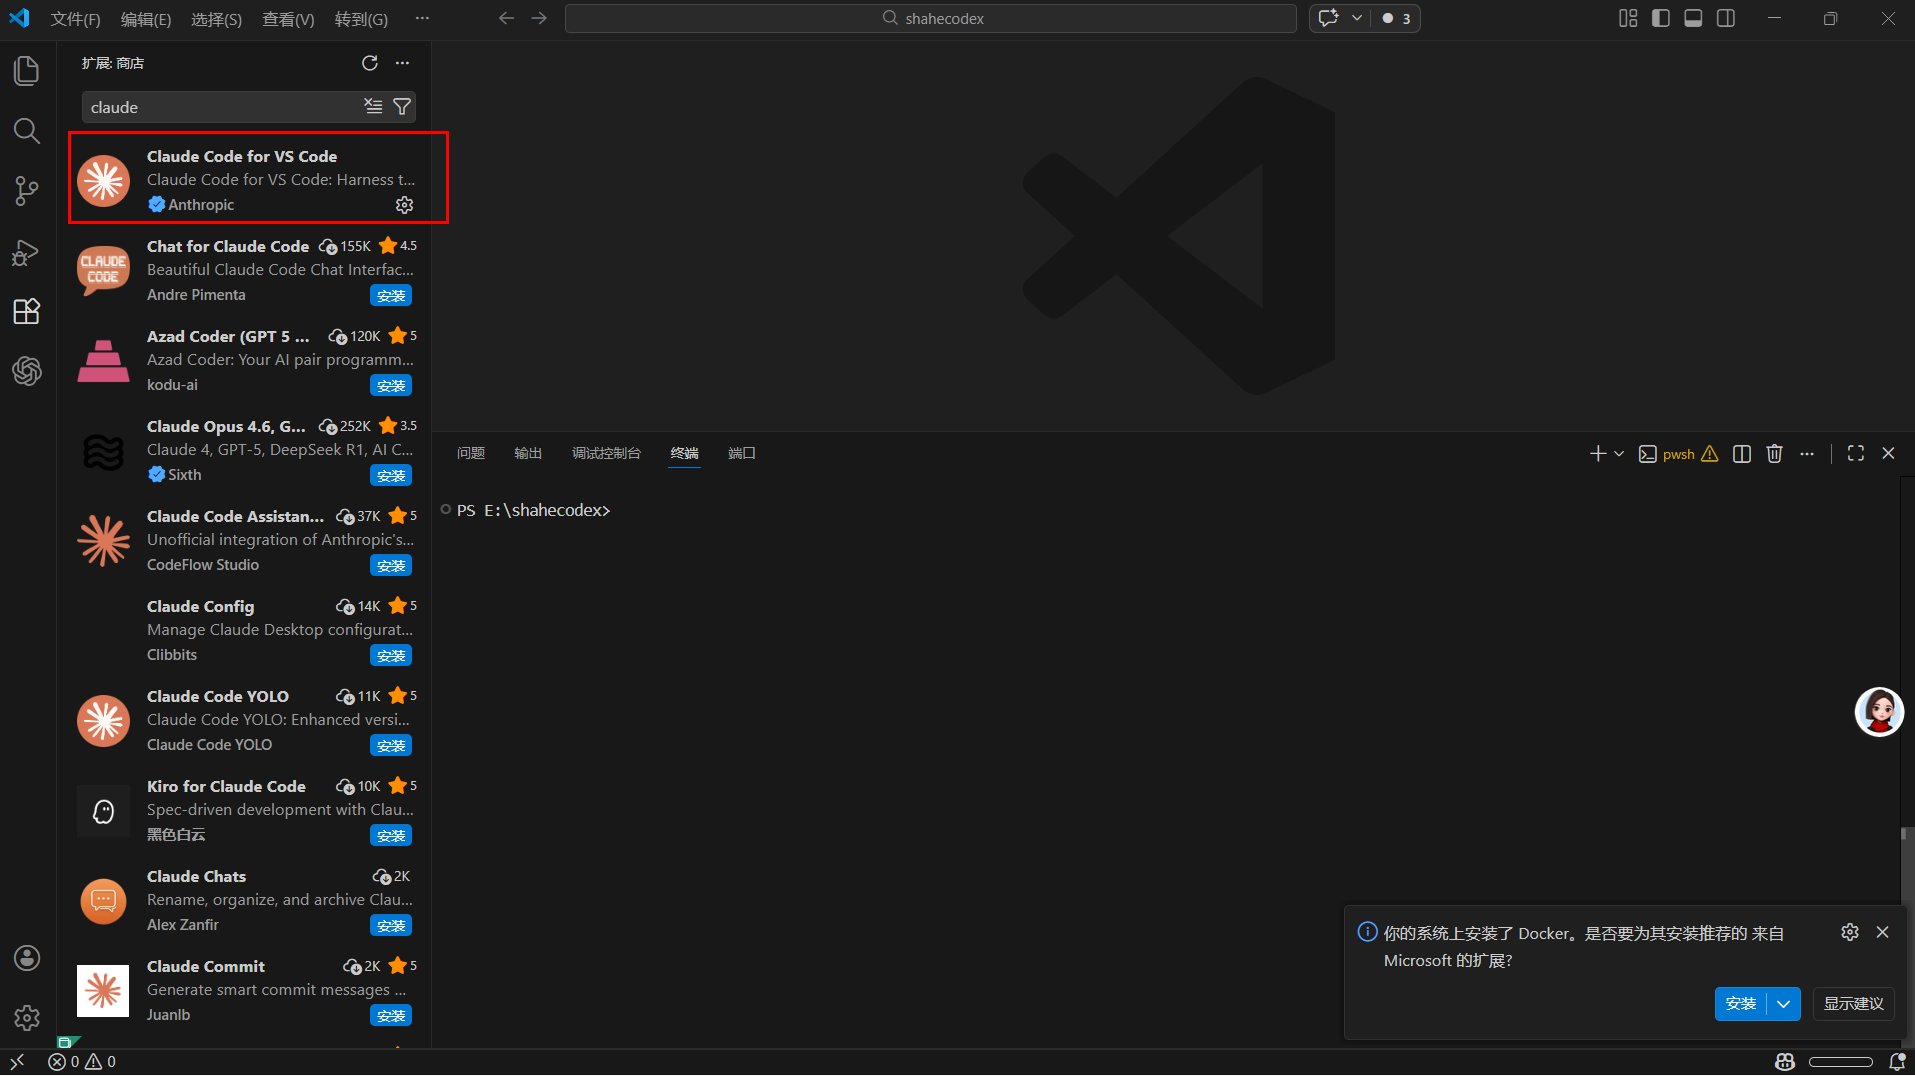 文件(F) 编辑(E) 选择(S) 查看(V) 转到(G) ···
shahecodex
3
扩展: 商店
claude
Claude Code for VS Code
Claude Code for VS Code: Harness t...
Anthropic
Chat for Claude Code 155K 4.5
Beautiful Claude Code Chat Interfac...
Andre Pimenta 安装
CLAUDE
CODE
Azad Coder (GPT 5 ... 120K 5
Azad Coder: Your AI pair programm...
kodu-ai 安装
Claude Opus 4.6, G... 252K 3.5
Claude 4, GPT-5, DeepSeek R1, AI C...
Sixth 安装
Claude Code Assistan... 37K 5
Unofficial integration of Anthropic's...
CodeFlow Studio 安装
Claude Config 14K 5
Manage Claude Desktop configurat...
Clibbits 安装
Claude Code YOLO 11K 5
Claude Code YOLO: Enhanced versi...
Claude Code YOLO 安装
Kiro for Claude Code 10K 5
Spec-driven development with Clau...
黑色白云 安装
Claude Chats 2K
Rename, organize, and archive Clau...
Alex Zanfir 安装
Claude Commit 2K 5
Generate smart commit messages ...
Juanlb 安装
问题 输出 调试控制台 终端 端口
pwsh
PS E:\shahecodex>
你的系统上安装了 Docker。是否要为其安装推荐的 来自
Microsoft 的扩展?
安装 显示建议
0 0